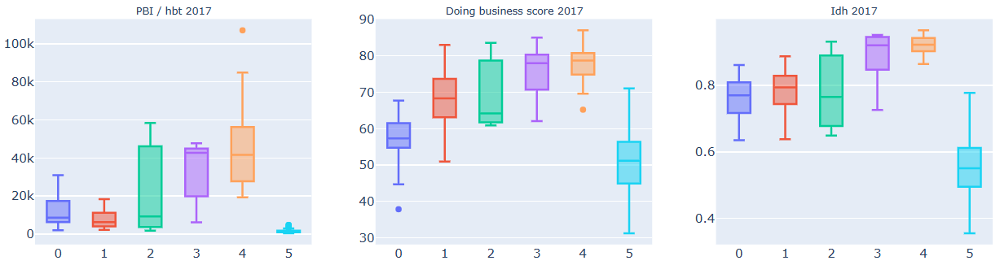 PBI / hbt 2017
100k
80k
60k
40k
20k
0
0 1 2 3 4 5
Doing business score 2017
90
80
70
60
50
40
30
0 1 2 3 4 5
Idh 2017
0.8
0.6
0.4
0 1 2 3 4 5